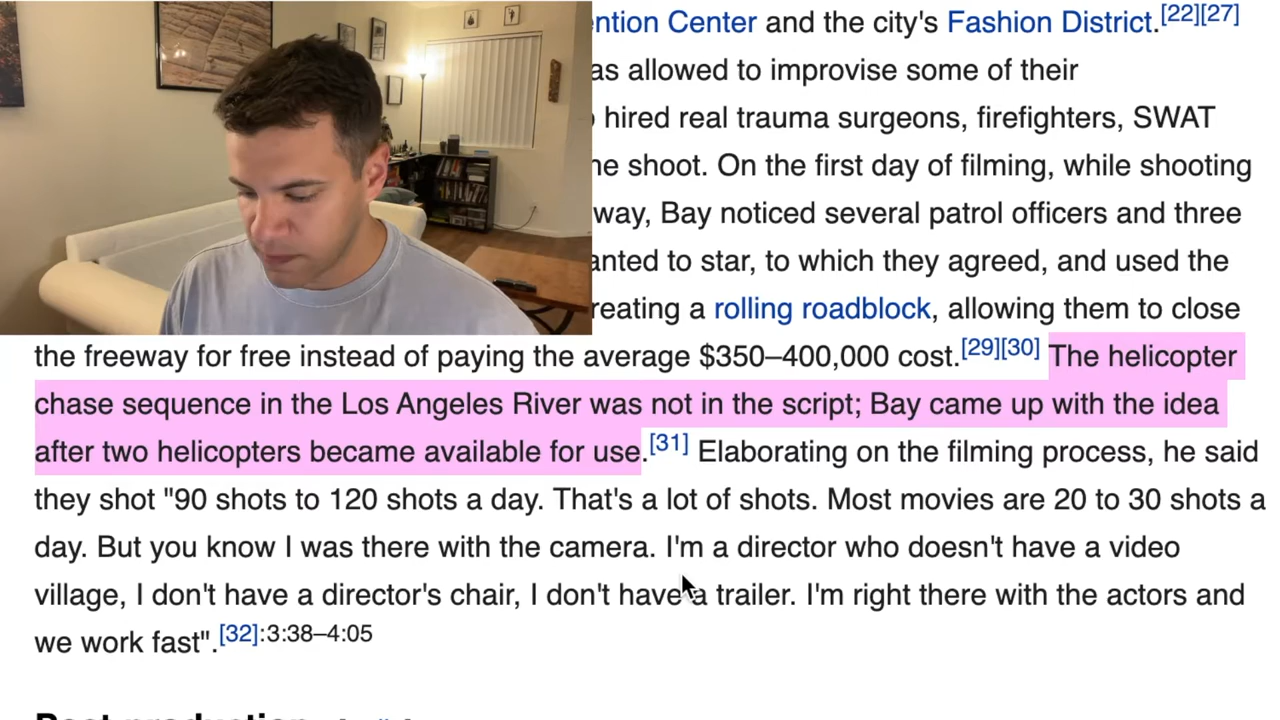 ention Center and the city's Fashion District.[22][27]
as allowed to improvise some of their
hired real trauma surgeons, firefighters, SWAT
he shoot. On the first day of filming, while shooting
way, Bay noticed several patrol officers and three
anted to star, to which they agreed, and used the
reating a rolling roadblock, allowing them to close
the freeway for free instead of paying the average $350–400,000 cost.[29][30] The helicopter
chase sequence in the Los Angeles River was not in the script; Bay came up with the idea
after two helicopters became available for use.[31] Elaborating on the filming process, he said
they shot "90 shots to 120 shots a day. That's a lot of shots. Most movies are 20 to 30 shots a
day. But you know I was there with the camera. I'm a director who doesn't have a video
village, I don't have a director's chair, I don't have a trailer. I'm right there with the actors and
we work fast".[32]:3:38–4:05
Post-production